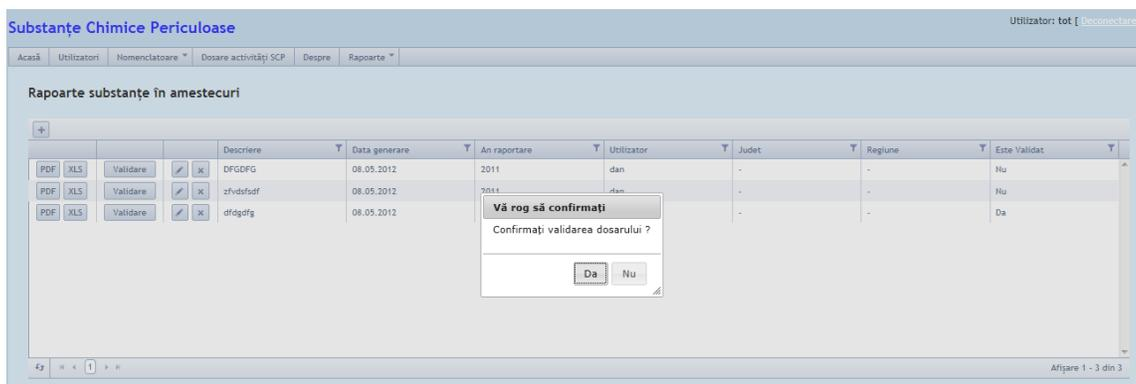 Substanțe Chimice Periculoase
Utilizator: tot [ Deconectare
Acasă Utilizatori Nomenclatoare Dosare activități SCP Despre Rapoarte
Rapoarte substanțe în amestecuri
+
Descriere Data generare An raportare Utilizator Judet Regiune Este Validat
PDF XLS Validare DFGDFG 08.05.2012 2011 dan - - Nu
PDF XLS Validare zfvdsfsdf 08.05.2012 2011 dan - - Nu
PDF XLS Validare dfdgdfg 08.05.2012 - - Da
Vă rog să confirmați
Confirmați validarea dosarului ?
Da Nu
1 Afișare 1 - 3 din 3